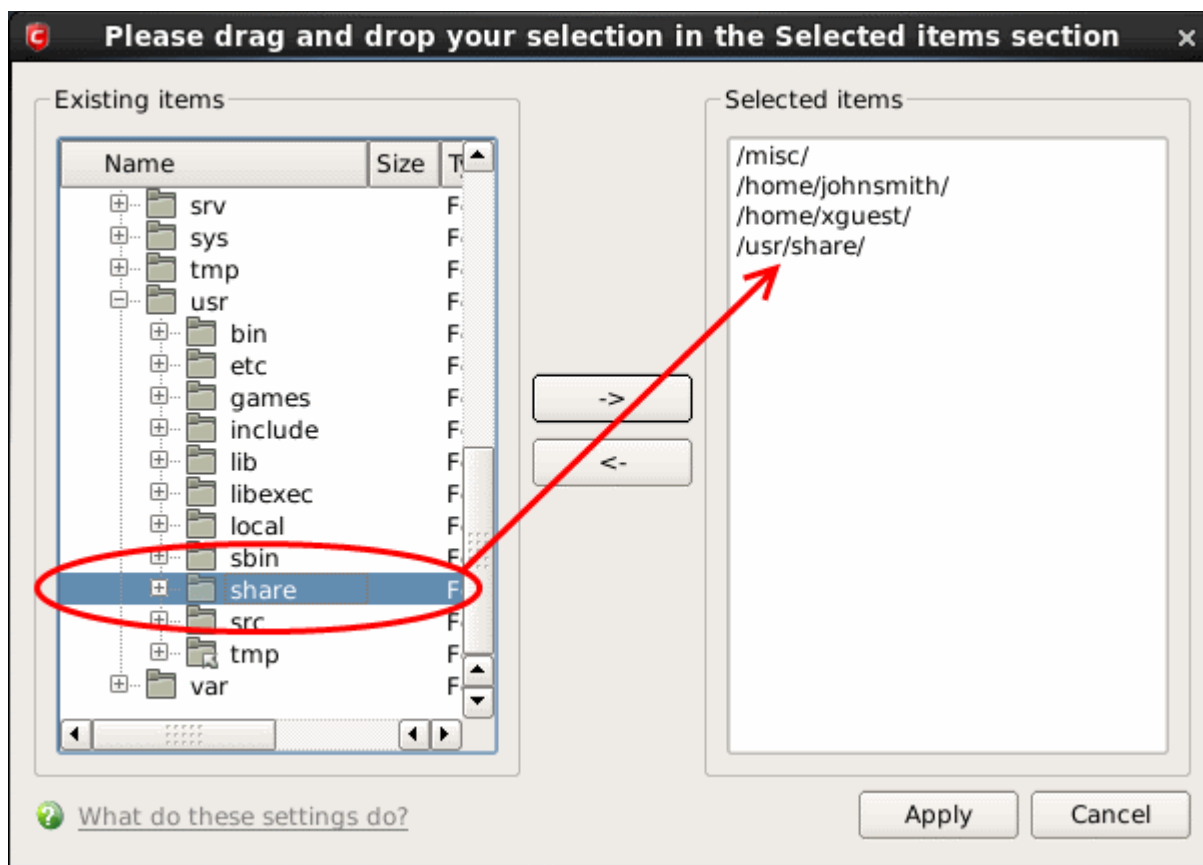 Please drag and drop your selection in the Selected items section
Existing items
Name Size
srv F
sys F
tmp F
usr F
bin F
etc F
games F
include F
lib F
libexec F
local F
sbin F
share F
src F
tmp F
var F
->
<-
Selected items
/misc/
/home/johnsmith/
/home/xguest/
/usr/share/
What do these settings do?
Apply Cancel